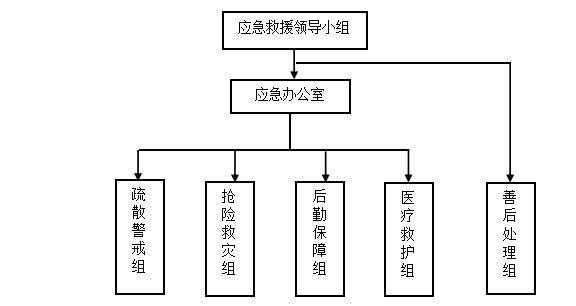 应急救援领导小组
应急办公室
疏散警戒组
抢险救灾组
后勤保障组
医疗救护组
善后处理组